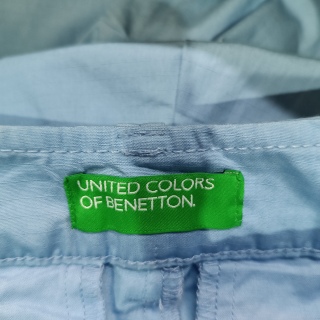 UNITED COLORS
OF BENETTON.